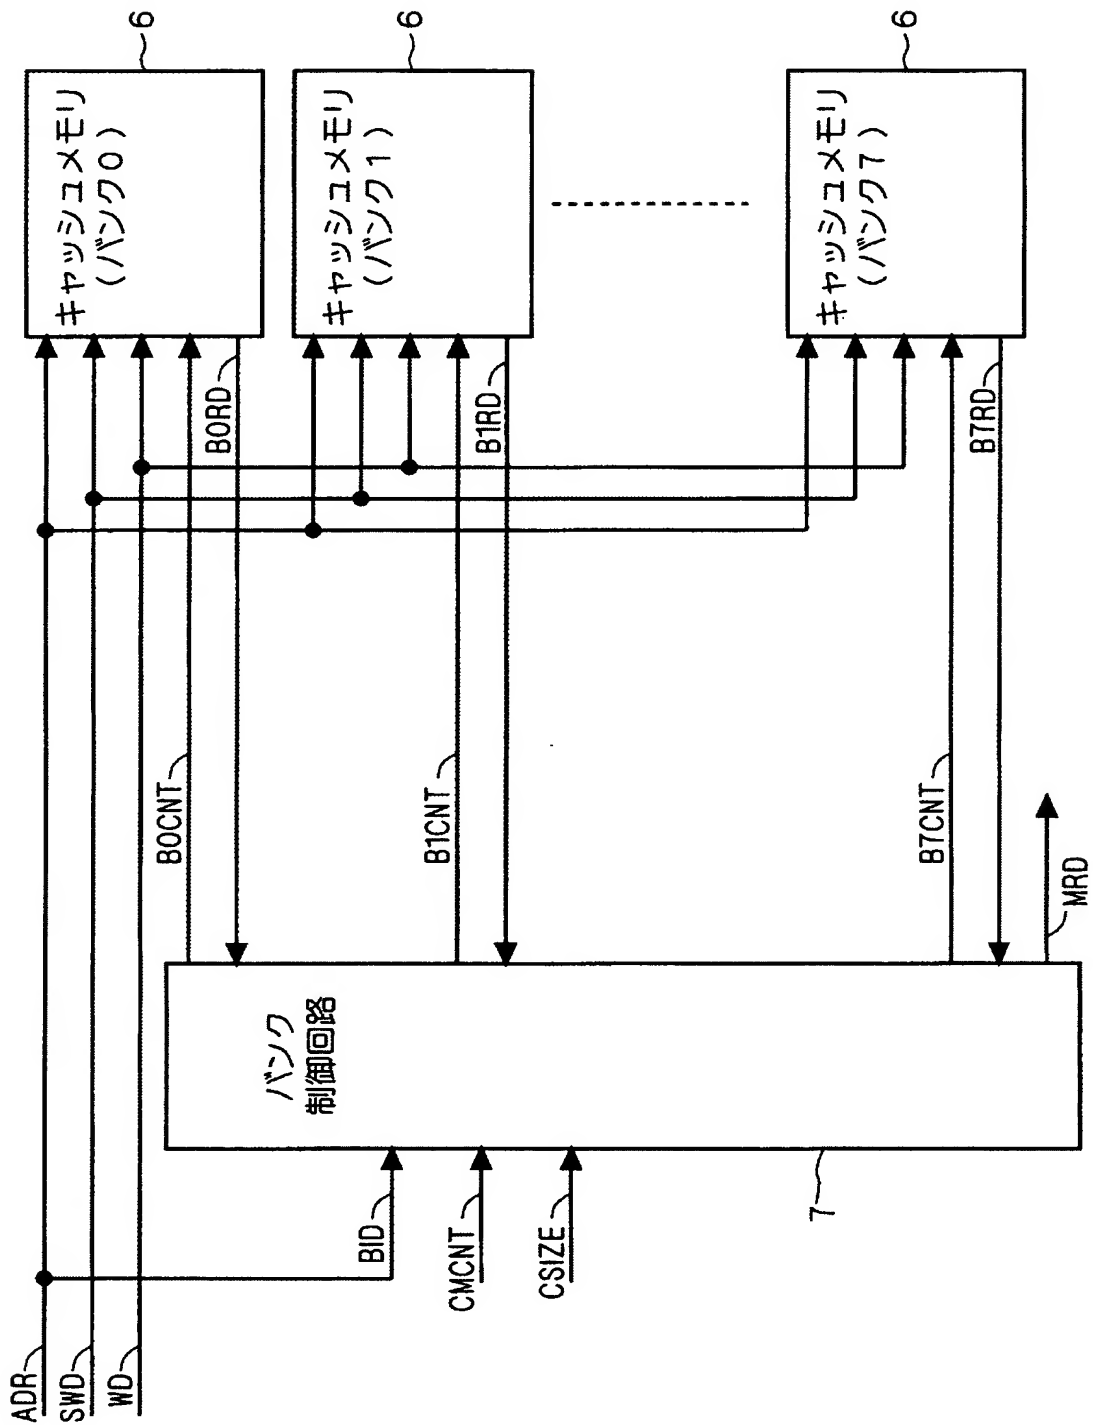 ADR
SWD
WD
BID
CMCNT
CSIZE
7
バンク
制御回路
B0CNT
B1CNT
B7CNT
MRD
B0RD
B1RD
B7RD
キャッシュメモリ
(バンク0)
6
キャッシュメモリ
(バンク1)
6
キャッシュメモリ
(バンク7)
6